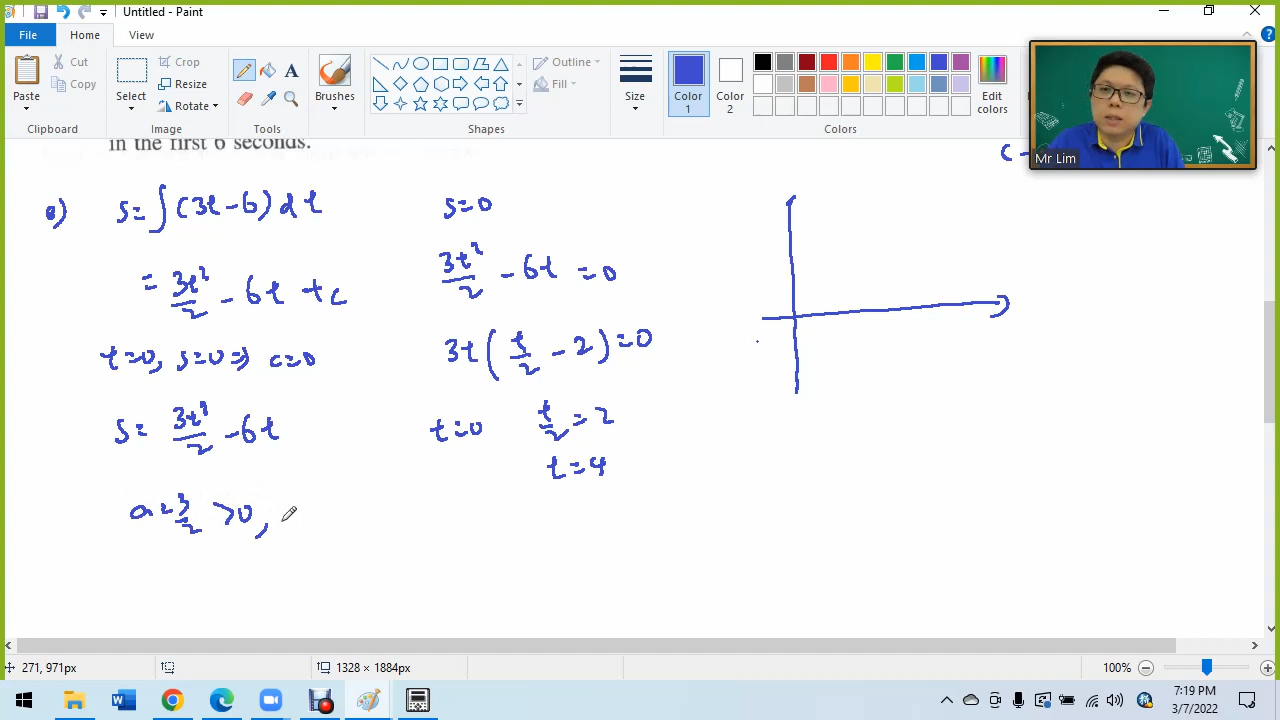 Untitled - Paint
File Home View
Paste
Cut
Copy
Clipboard
Select
Crop
Resize
Rotate
Image
Tools
Brushes
Shapes
Outline
Fill
Size
Color 1
Color 2
Edit colors
Colors
Mr Lim
in the first 6 seconds.
c -
e) s = ∫(3t-6) dt
= 3t²/2 - 6t + c
t=0, s=0 ⇒ c=0
s = 3t²/2 - 6t
a = 3/2 >0,
s=0
3t²/2 - 6t = 0
3t(t/2 - 2)=0
t=0 t/2 = 2
t=4
271, 971px
1328 × 1884px
100%
7:19 PM
3/7/2022